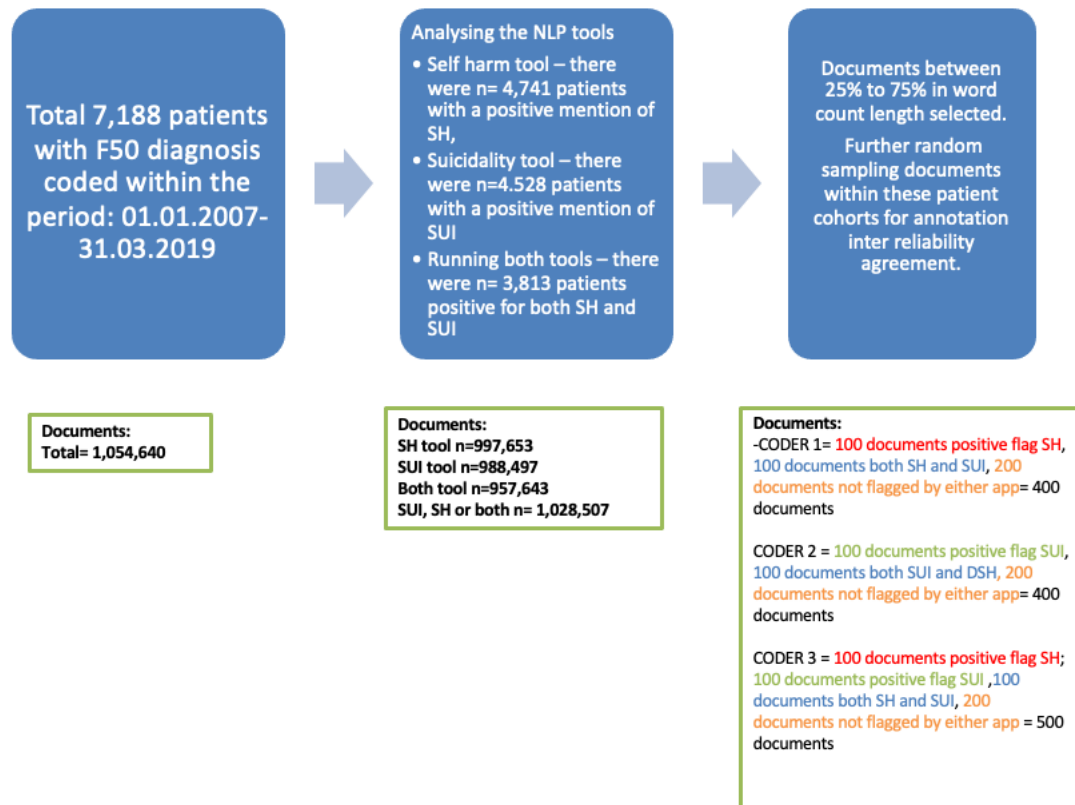 Total 7,188 patients
with F50 diagnosis
coded within the
period: 01.01.2007-
31.03.2019
Analysing the NLP tools
• Self harm tool – there
were n= 4,741 patients
with a positive mention of
SH,
• Suicidality tool – there
were n=4.528 patients
with a positive mention of
SUI
• Running both tools – there
were n= 3,813 patients
positive for both SH and
SUI
Documents between
25% to 75% in word
count length selected.
Further random
sampling documents
within these patient
cohorts for annotation
inter reliability
agreement.
Documents:
Total= 1,054,640
Documents:
SH tool n=997,653
SUI tool n=988,497
Both tool n=957,643
SUI, SH or both n= 1,028,507
Documents:
-CODER 1= 100 documents positive flag SH,
100 documents both SH and SUI, 200
documents not flagged by either app= 400
documents
CODER 2 = 100 documents positive flag SUI,
100 documents both SUI and DSH, 200
documents not flagged by either app= 400
documents
CODER 3 = 100 documents positive flag SH;
100 documents positive flag SUI ,100
documents both SH and SUI, 200
documents not flagged by either app = 500
documents